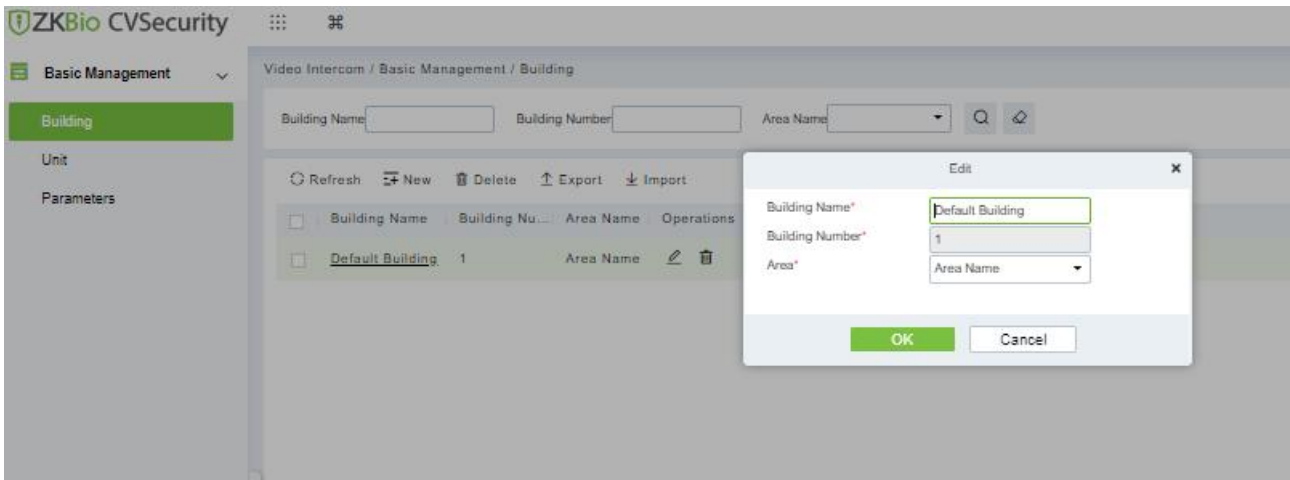 ZKBio CVSecurity
Basic Management
Building
Unit
Parameters
Video Intercom / Basic Management / Building
Building Name Building Number Area Name
Refresh New Delete Export Import
Building Name Building Nu... Area Name Operations
Default Building 1 Area Name
Edit
Building Name* Default Building
Building Number* 1
Area* Area Name
OK Cancel